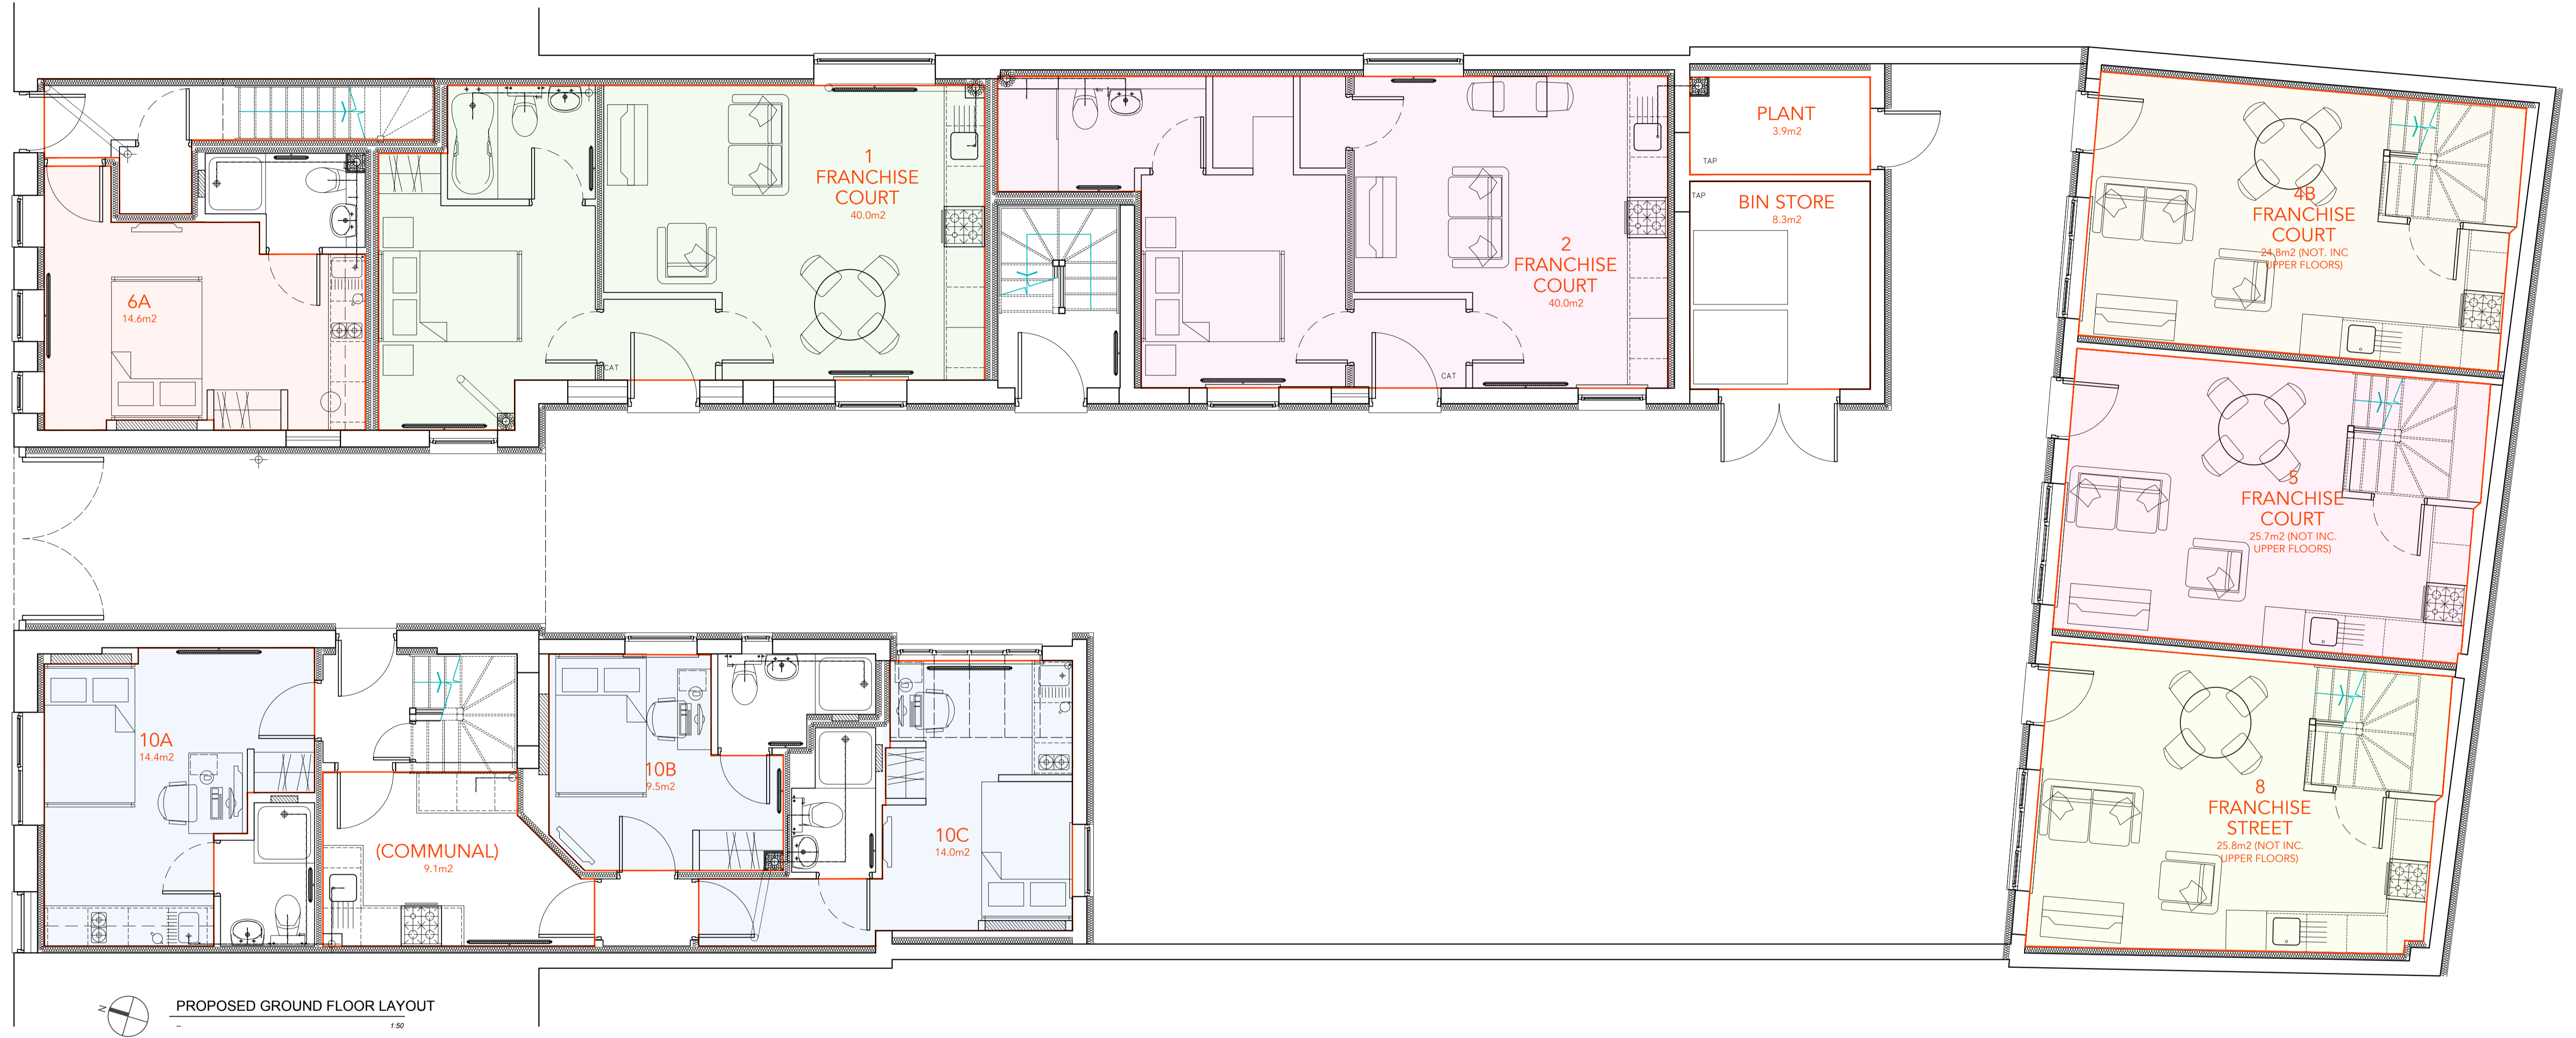 1
FRANCHISE
COURT
40.0m2
2
FRANCHISE
COURT
40.0m2
PLANT
3.9m2
TAP
TAP
BIN STORE
8.3m2
4B
FRANCHISE
COURT
24.8m2 (NOT. INC
UPPER FLOORS)
6A
14.6m2
CAT
CAT
5
FRANCHISE
COURT
25.7m2 (NOT INC.
UPPER FLOORS)
10A
14.4m2
10B
9.5m2
(COMMUNAL)
9.1m2
10C
14.0m2
8
FRANCHISE
STREET
25.8m2 (NOT INC.
UPPER FLOORS)
N
PROPOSED GROUND FLOOR LAYOUT
--
1:50